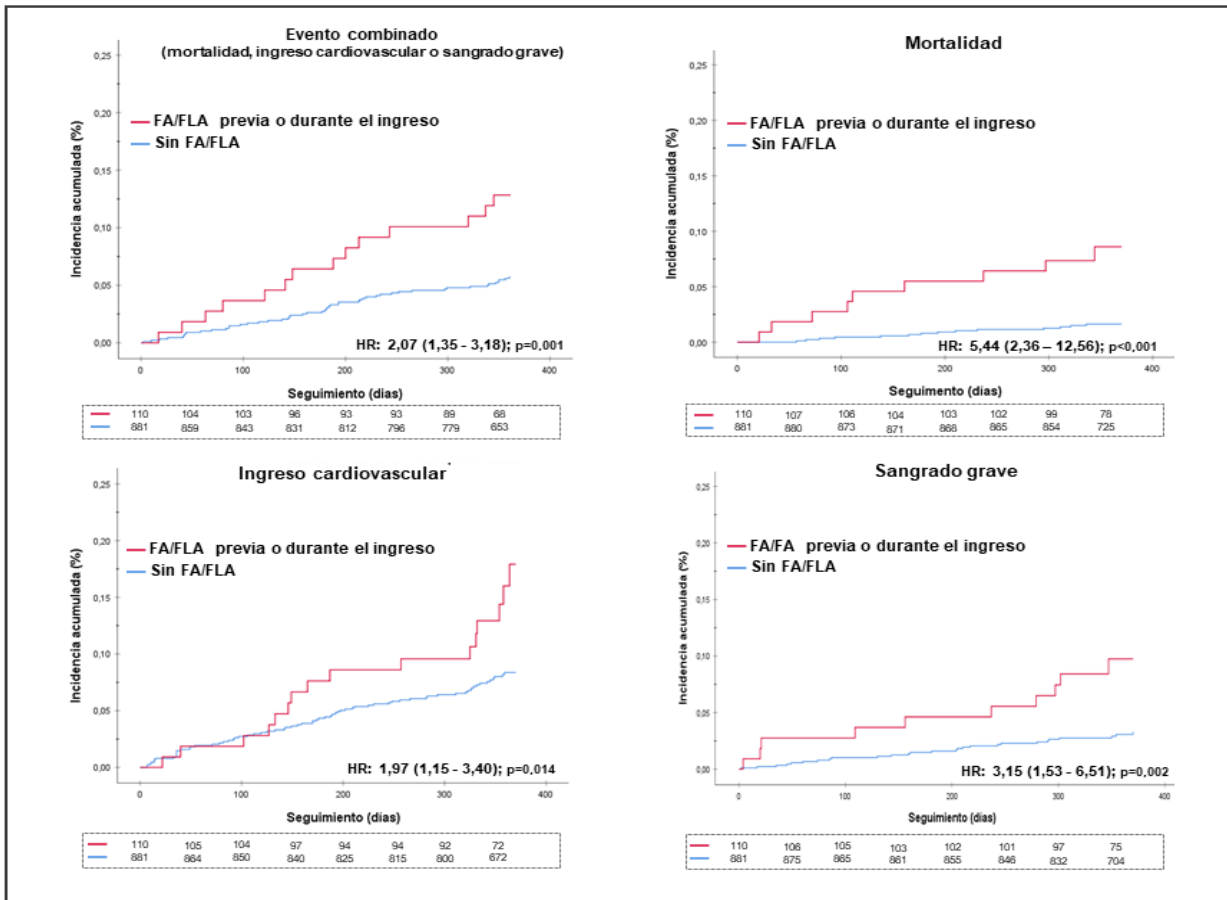 Evento combinado
(mortalidad, ingreso cardiovascular o sangrado grave)
0,25
0,20
0,15
0,10
0,05
0,00
Incidencia acumulada (%)
FA/FLA previa o durante el ingreso
Sin FA/FLA
HR: 2,07 (1,35 - 3,18); p=0,001
0 100 200 300 400
Seguimiento (dias)
110 104 103 96 93 93 89 68
881 859 843 831 812 796 779 653
Mortalidad
0,25
0,20
0,15
0,10
0,05
0,00
Incidencia acumulada (%)
FA/FLA previa o durante el ingreso
Sin FA/FLA
HR: 5,44 (2,36 – 12,56); p<0,001
0 100 200 300 400
Seguimento (dias)
110 107 106 104 103 102 99 78
881 880 873 871 868 865 854 725
Ingreso cardiovascular
0,25
0,20
0,15
0,10
0,05
0,00
Incidencia acumulada (%)
FA/FLA previa o durante el ingreso
Sin FA/FLA
HR: 1,97 (1,15 - 3,40); p=0,014
0 100 200 300 400
Seguimiento (dias)
110 105 104 97 94 94 92 72
881 864 850 840 825 815 800 672
Sangrado grave
0,25
0,20
0,15
0,10
0,05
0,00
Incidencia acumulada (%)
FA/FA previa o durante el ingreso
Sin FA/FLA
HR: 3,15 (1,53 - 6,51); p=0,002
0 100 200 300 400
Seguimiento (días)
110 106 105 103 102 101 97 75
881 875 865 861 855 846 832 704